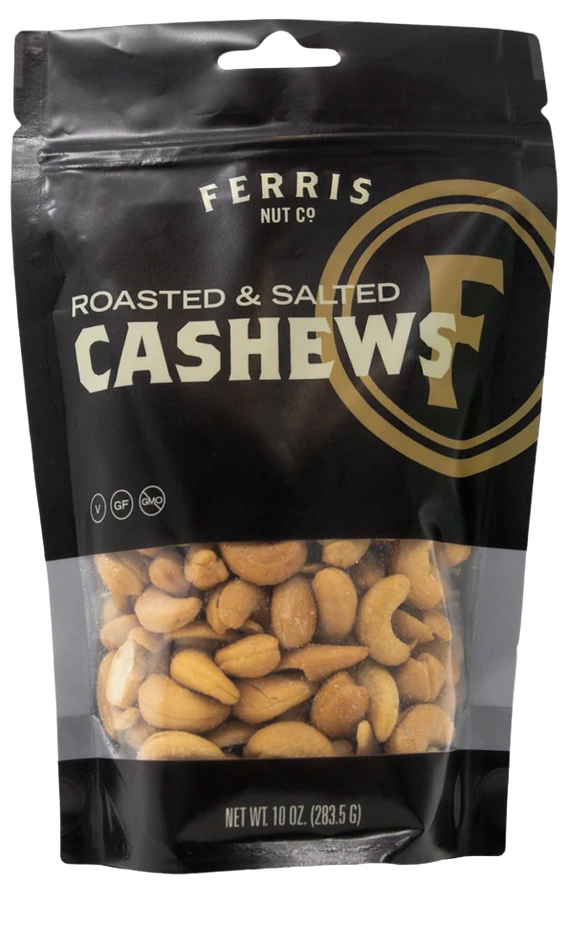 FERRIS
NUT Cº
F
ROASTED & SALTED
CASHEWS
V
GF
GMO
NET WT. 10 OZ. (283.5 G)